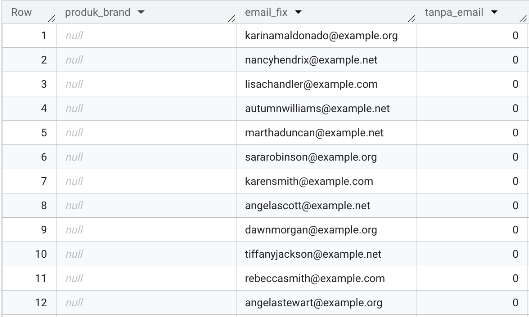 Row produk_brand email_fix tanpa_email
1 null karinamaldonado@example.org 0
2 null nancyhendrix@example.net 0
3 null lisachandler@example.com 0
4 null autumnwilliams@example.net 0
5 null marthaduncan@example.net 0
6 null sararobinson@example.org 0
7 null karensmith@example.com 0
8 null angelascott@example.net 0
9 null dawnmorgan@example.org 0
10 null tiffanyjackson@example.net 0
11 null rebeccasmith@example.com 0
12 null angelastewart@example.org 0